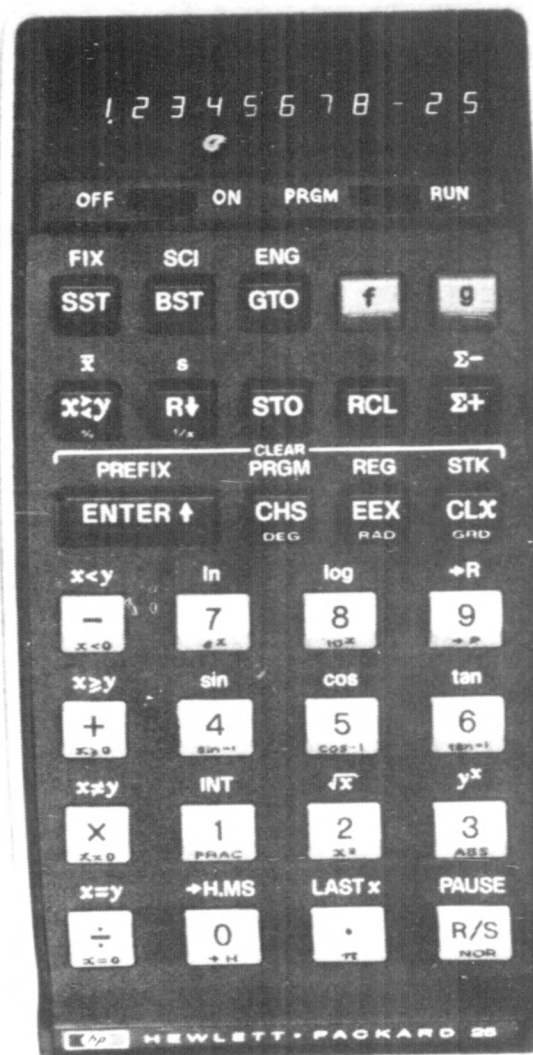 1.2345678-25
OFF ON PRGM RUN
FIX SCI ENG
SST BST GTO f g
x̄ s Σ−
x≷y R↓ STO RCL Σ+
% 1/x
CLEAR
PREFIX PRGM REG STK
ENTER↑ CHS EEX CLX
DEG RAD GRD
x<y ln log →R
− 7 8 9
x<0 eˣ 10ˣ →P
x≥y sin cos tan
+ 4 5 6
x≥0 sin⁻¹ cos⁻¹ tan⁻¹
x≠y INT √x yˣ
× 1 2 3
FRAC x² ABS
x=y →H.MS LAST x PAUSE
÷ 0 · R/S
x=0 →H π
hp HEWLETT·PACKARD